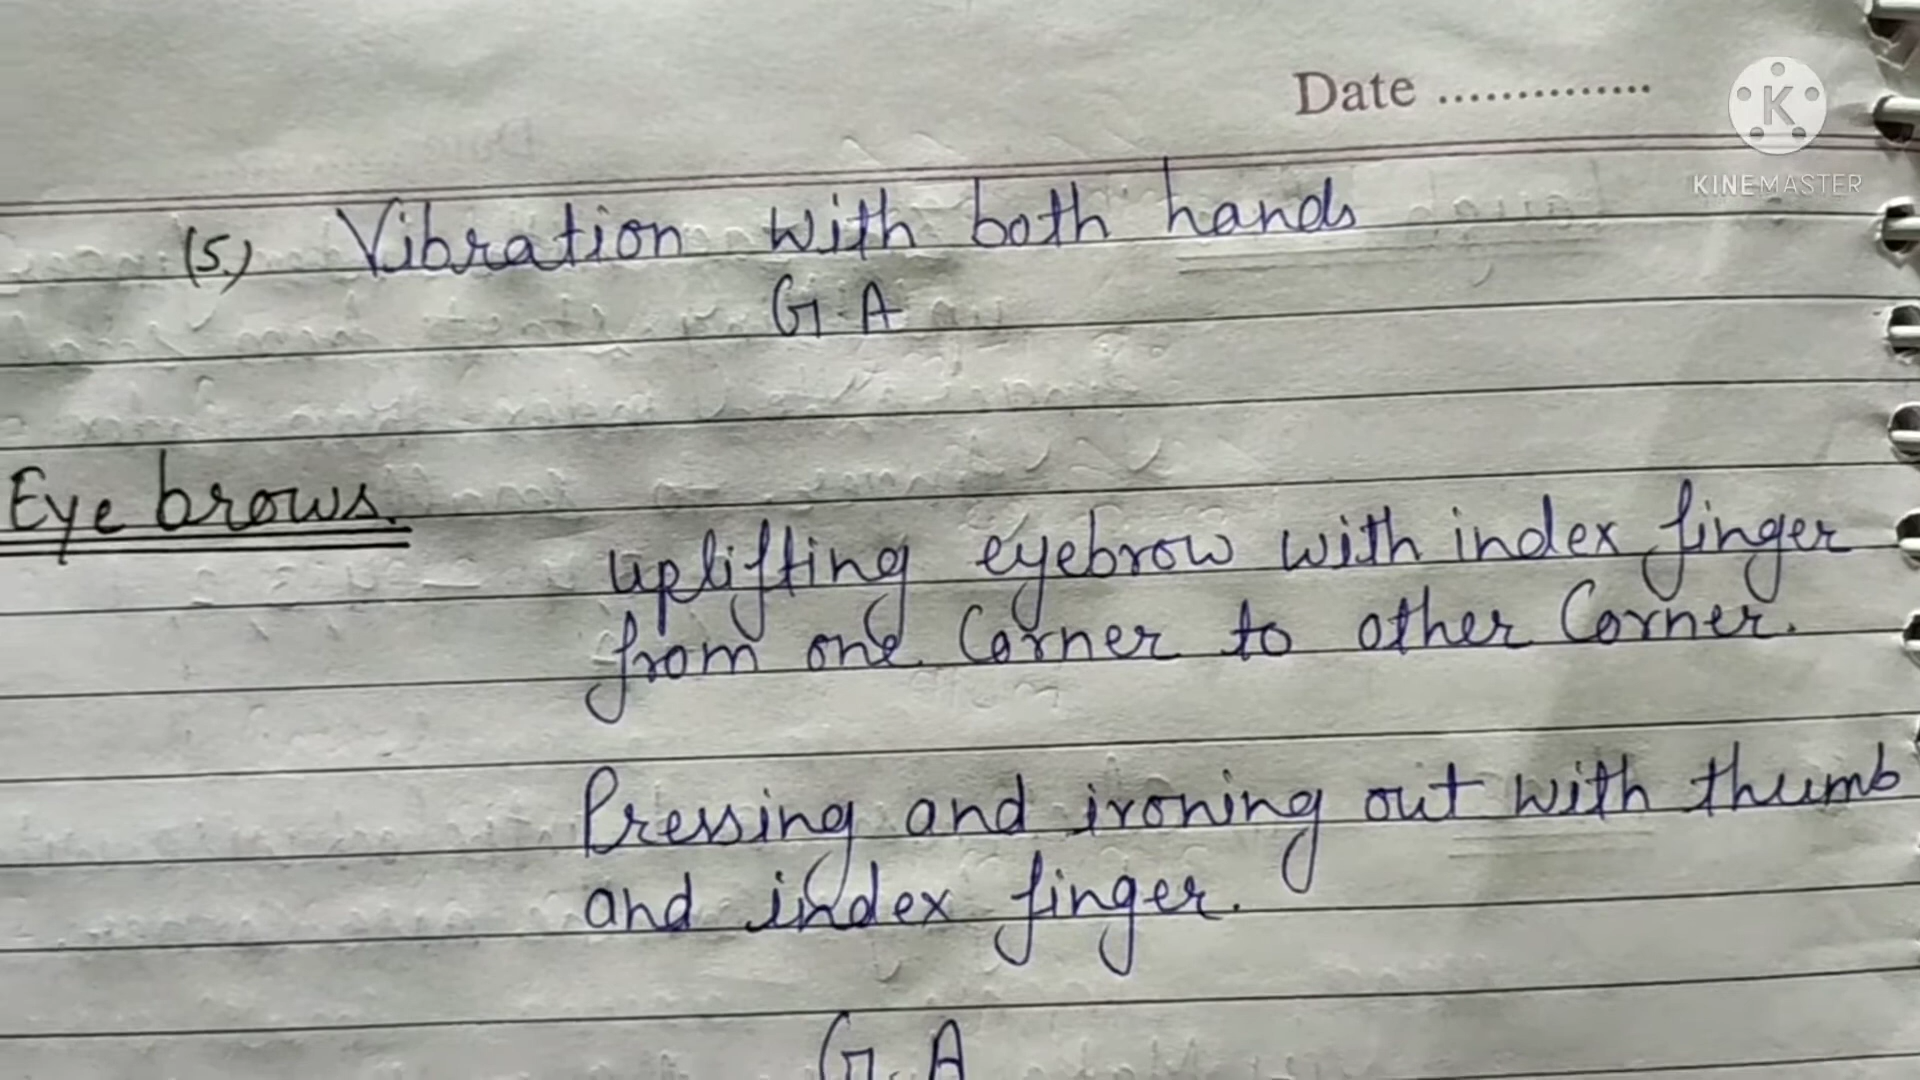 Date ...............
KINEMASTER
(5.) Vibration with both hands
G.A
Eye brows.
uplifting eyebrow with index finger
from one Corner to other Corner.
Pressing and ironing out with thumb
and index finger.
G.A